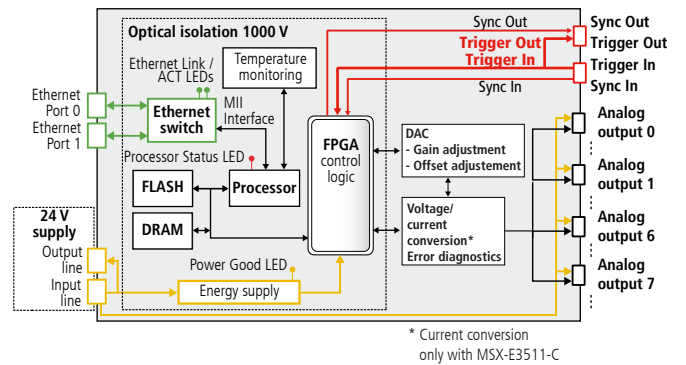 Optical isolation 1000 V
Sync Out
Sync Out
Trigger Out
Trigger Out
Trigger In
Trigger In
Sync In
Sync In
Ethernet Link /
ACT LEDs
Temperature
monitoring
Ethernet
Port 0
Ethernet
Port 1
Ethernet
switch
MII
Interface
Processor Status LED
FLASH
Processor
DRAM
FPGA
control
logic
DAC
- Gain adjustment
- Offset adjustement
Voltage/
current
conversion*
Error diagnostics
Analog
output 0
Analog
output 1
Analog
output 6
Analog
output 7
24 V
supply
Output
line
Input
line
Power Good LED
Energy supply
* Current conversion
only with MSX-E3511-C